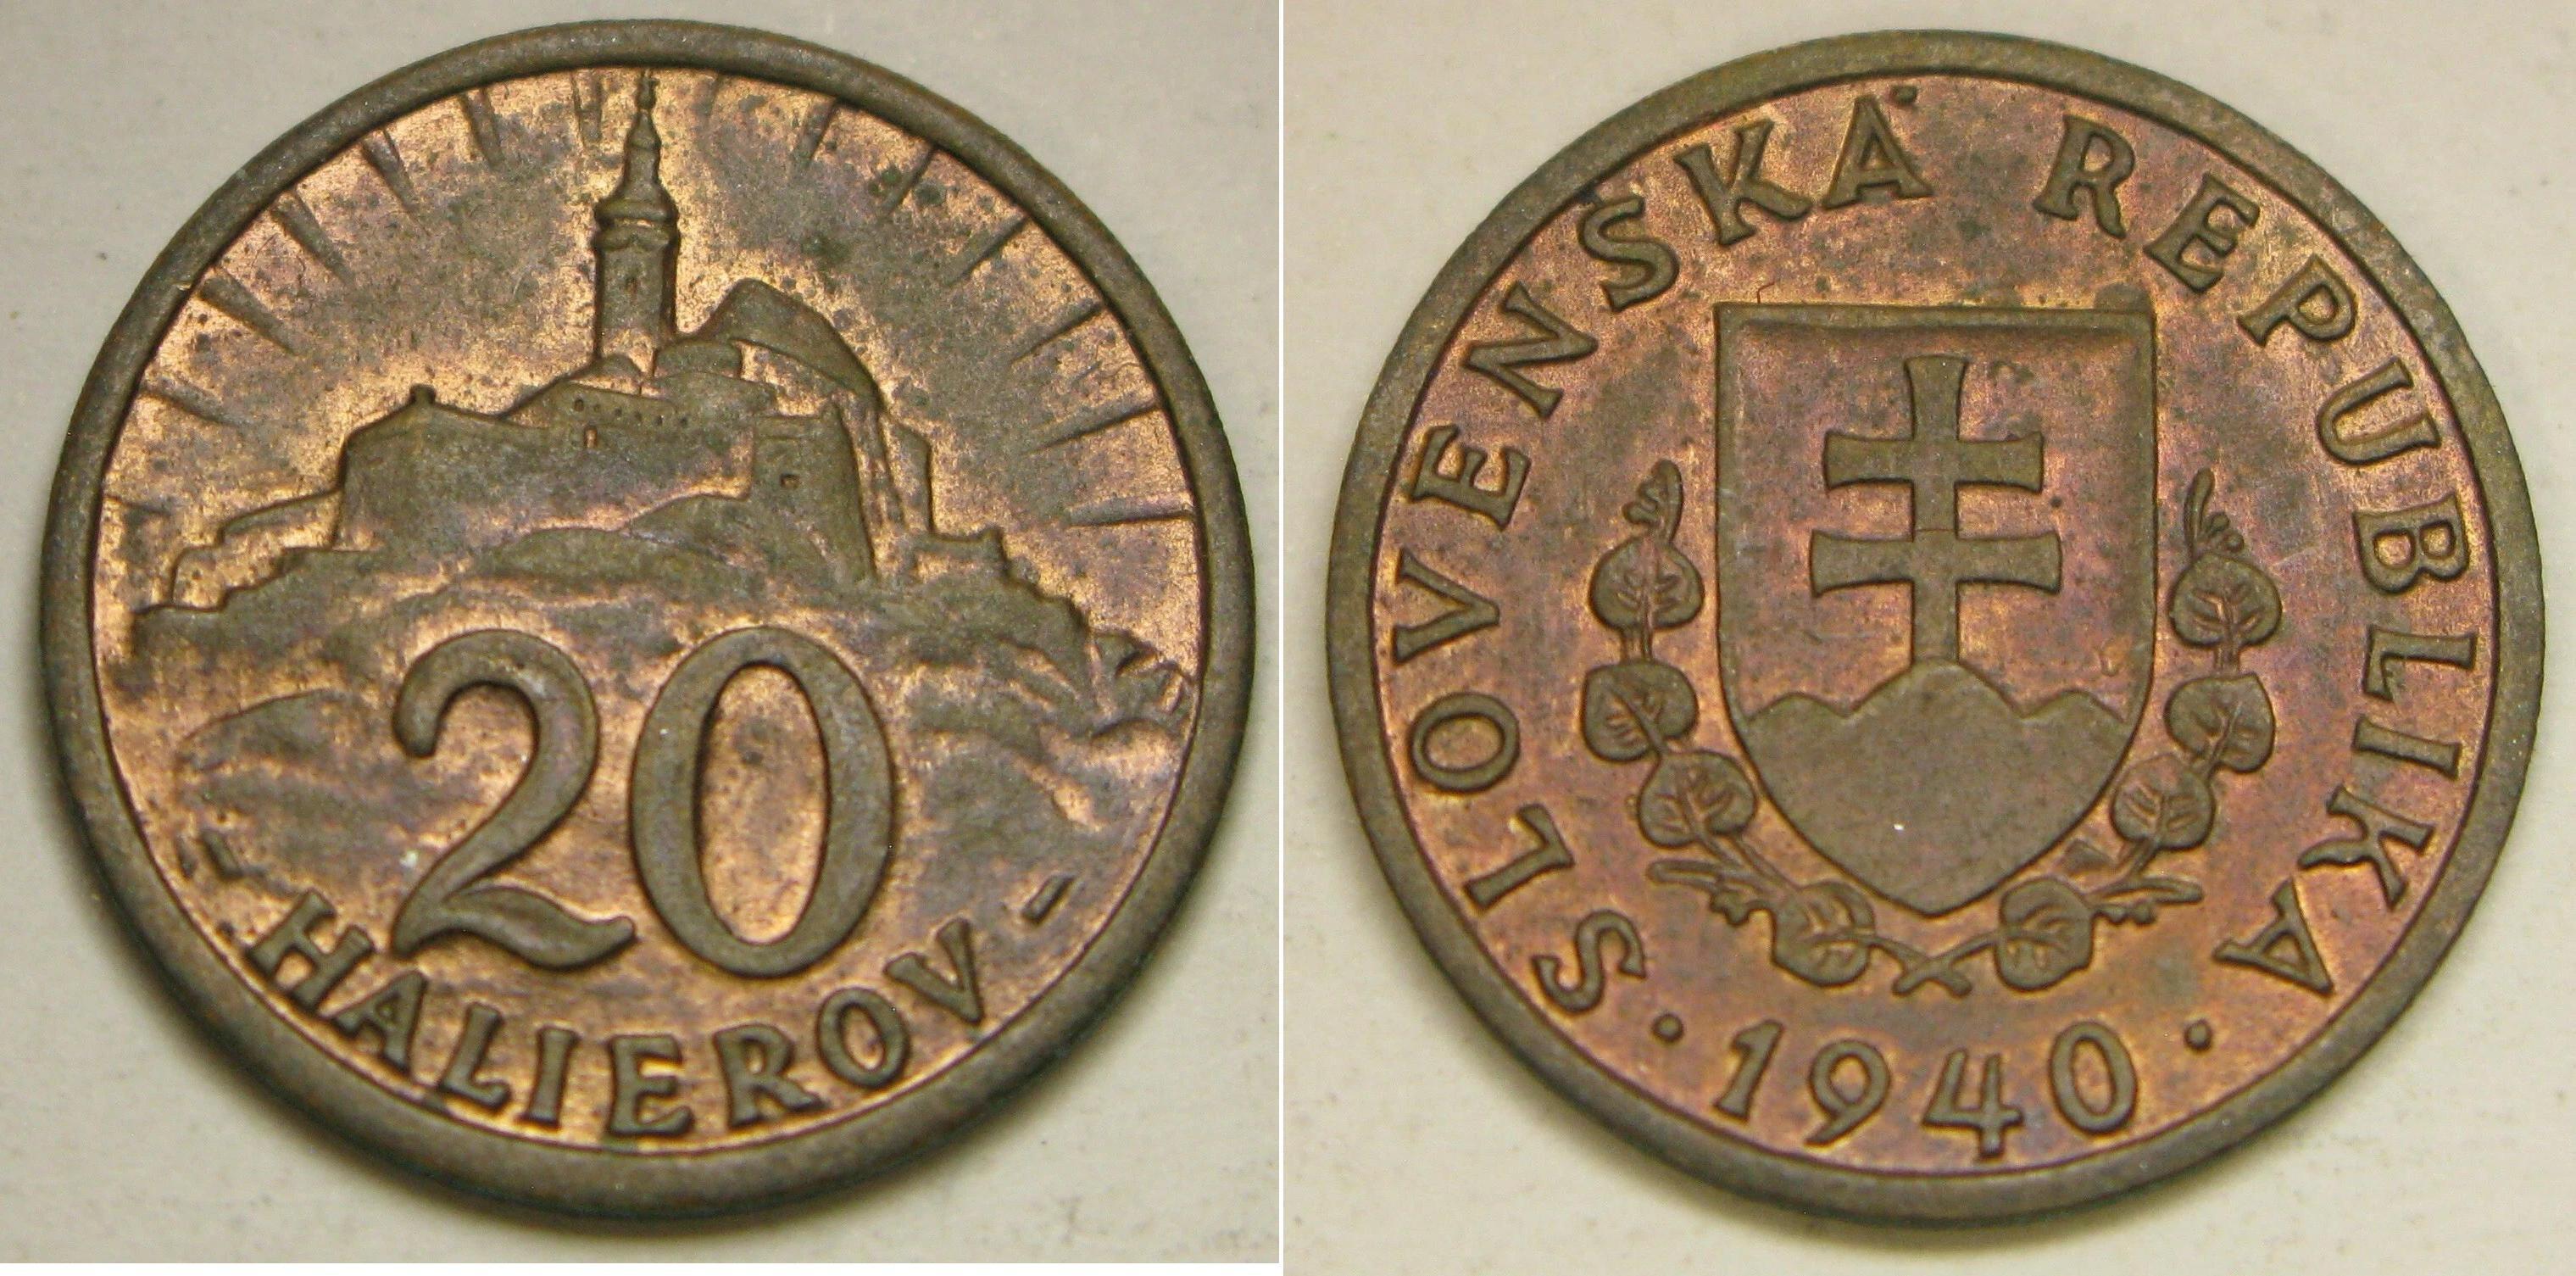 20
- HALIEROV -
SLOVENSKÁ REPUBLIKA
· 1940 ·